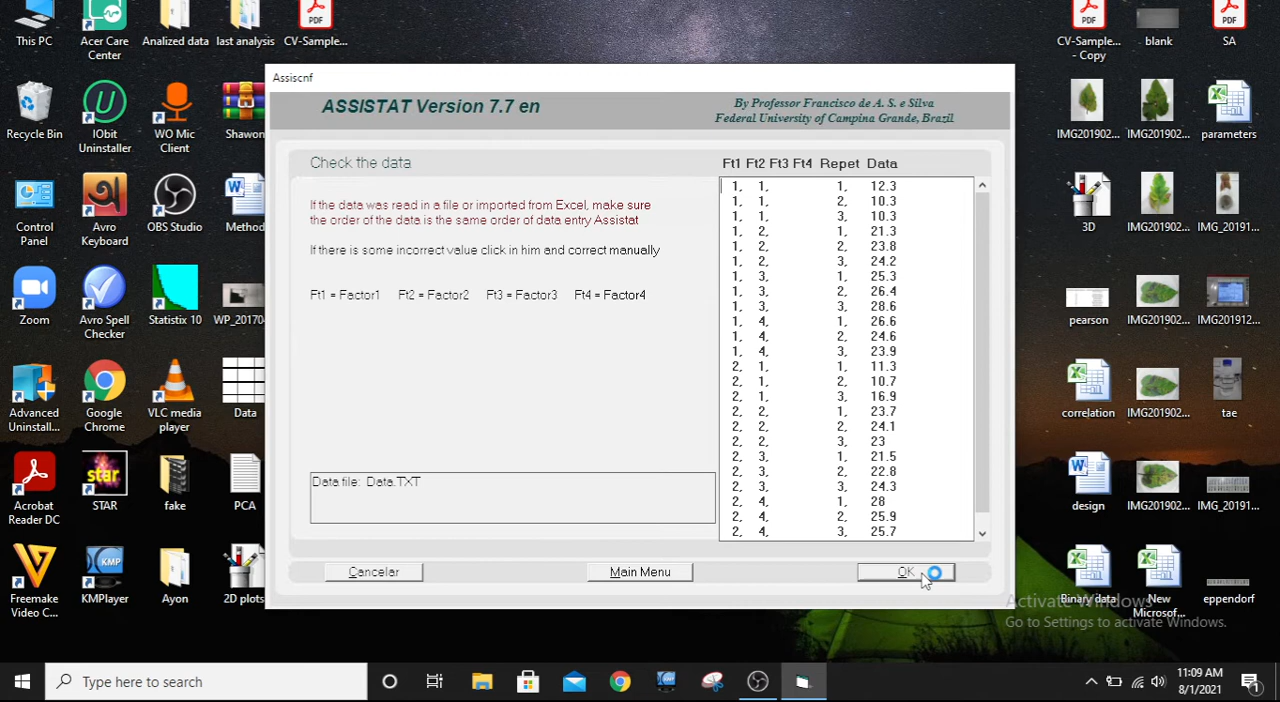 This PC
Acer Care
Center
Analized data
last analysis
PDF
CV-Sample...
PDF
CV-Sample...
- Copy
blank
PDF
SA
Assiscnf
ASSISTAT Version 7.7 en
By Professor Francisco de A. S. e Silva
Federal University of Campina Grande, Brazil
Recycle Bin
IObit
Uninstaller
WO Mic
Client
Shawon
IMG201902...
IMG201902...
parameters
Check the data
Ft1 Ft2 Ft3 Ft4 Repet Data
If the data was read in a file or imported from Excel, make sure
the order of the data is the same order of data entry Assistat
If there is some incorrect value click in him and correct manually
Ft1 = Factor1 Ft2 = Factor2 Ft3 = Factor3 Ft4 = Factor4
1, 1, 1, 12.3
1, 1, 2, 10.3
1, 1, 3, 10.3
1, 2, 1, 21.3
1, 2, 2, 23.8
1, 2, 3, 24.2
1, 3, 1, 25.3
1, 3, 2, 26.4
1, 3, 3, 28.6
1, 4, 1, 26.6
1, 4, 2, 24.6
1, 4, 3, 23.9
2, 1, 1, 11.3
2, 1, 2, 10.7
2, 1, 3, 16.9
2, 2, 1, 23.7
2, 2, 2, 24.1
2, 2, 3, 23
2, 3, 1, 21.5
2, 3, 2, 22.8
2, 3, 3, 24.3
2, 4, 1, 28
2, 4, 2, 25.9
2, 4, 3, 25.7
Data file: Data.TXT
Cancelar
Main Menu
OK
Control
Panel
Avro
Keyboard
OBS Studio
Method
3D
IMG201902...
IMG_20191...
Zoom
Avro Spell
Checker
Statistix 10
WP_201704
pearson
IMG201902...
IMG201912...
Advanced
Uninstall...
Google
Chrome
VLC media
player
Data
correlation
IMG201902...
tae
Acrobat
Reader DC
star
STAR
fake
PCA
design
IMG201902...
IMG_20191...
Freemake
Video C...
KMP
KMPlayer
Ayon
2D plots
Binary data
New
Microsof...
eppendorf
Activate Windows
Go to Settings to activate Windows.
Type here to search
11:09 AM
8/1/2021
1